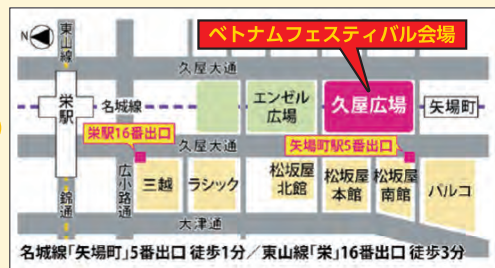 ベトナムフェスティバル会場
N
東山線
久屋大通
栄駅
名城線
エンゼル
広場
久屋広場
矢場町
栄駅16番出口
久屋大通
矢場町駅5番出口
広小路通
三越
ラシック
松坂屋
北館
松坂屋
本館
松坂屋
南館
パルコ
錦通
大津通
名城線「矢場町」5番出口 徒歩1分／東山線「栄」16番出口 徒歩3分